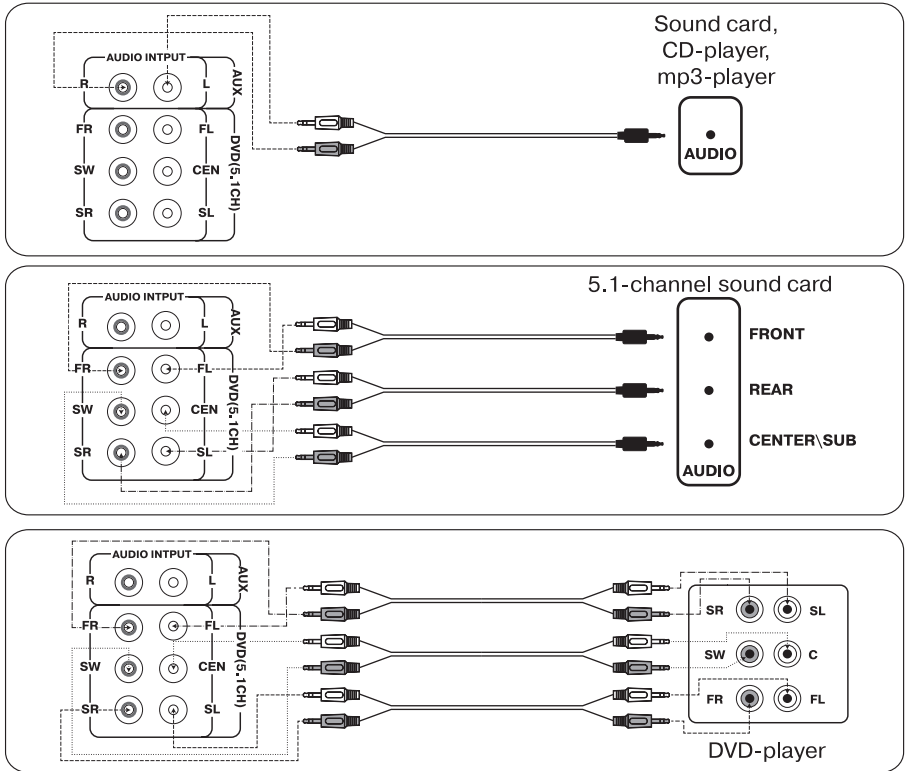 Sound card,
CD-player,
mp3-player
AUDIO INTPUT
R L AUX
FR FL
SW CEN
SR SL
DVD(5.1CH)
AUDIO
5.1-channel sound card
AUDIO INTPUT
R L AUX
FR FL
SW CEN
SR SL
DVD(5.1CH)
FRONT
REAR
CENTER\SUB
AUDIO
AUDIO INTPUT
R L AUX
FR FL
SW CEN
SR SL
DVD(5.1CH)
SR SL
SW C
FR FL
DVD-player